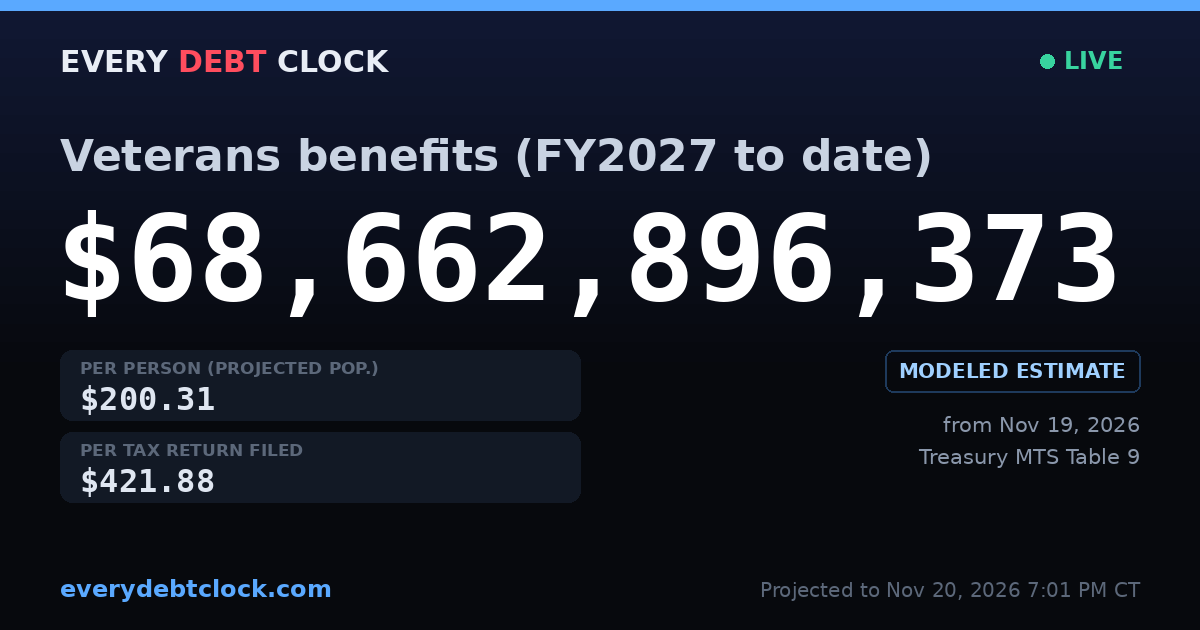 EVERY DEBT CLOCK
LIVE
Veterans benefits (FY2027 to date)
$68,662,896,373
PER PERSON (PROJECTED POP.)
$200.31
PER TAX RETURN FILED
$421.88
MODELED ESTIMATE
from Nov 19, 2026
Treasury MTS Table 9
everydebtclock.com
Projected to Nov 20, 2026 7:01 PM CT